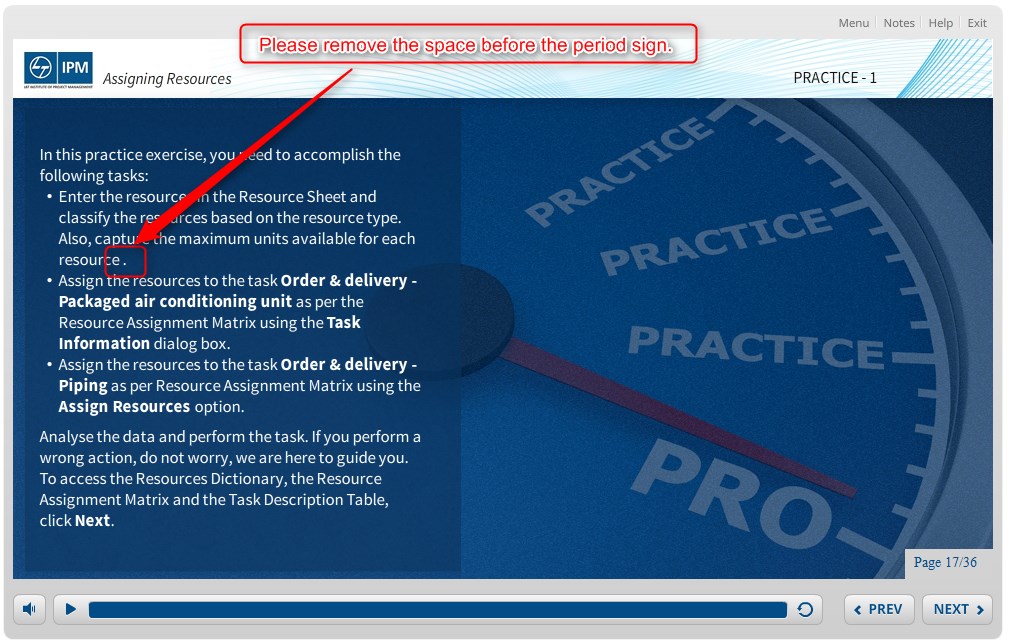 Menu Notes Help Exit
Please remove the space before the period sign.
IPM
Assigning Resources
PRACTICE - 1
In this practice exercise, you need to accomplish the
following tasks:
• Enter the resources in the Resource Sheet and
classify the resources based on the resource type.
Also, capture the maximum units available for each
resource .
• Assign the resources to the task Order & delivery -
Packaged air conditioning unit as per the
Resource Assignment Matrix using the Task
Information dialog box.
• Assign the resources to the task Order & delivery -
Piping as per Resource Assignment Matrix using the
Assign Resources option.
Analyse the data and perform the task. If you perform a
wrong action, do not worry, we are here to guide you.
To access the Resources Dictionary, the Resource
Assignment Matrix and the Task Description Table,
click Next.
PRACTICE
PRACTICE
PRACTICE
PRO
Page 17/36
PREV
NEXT